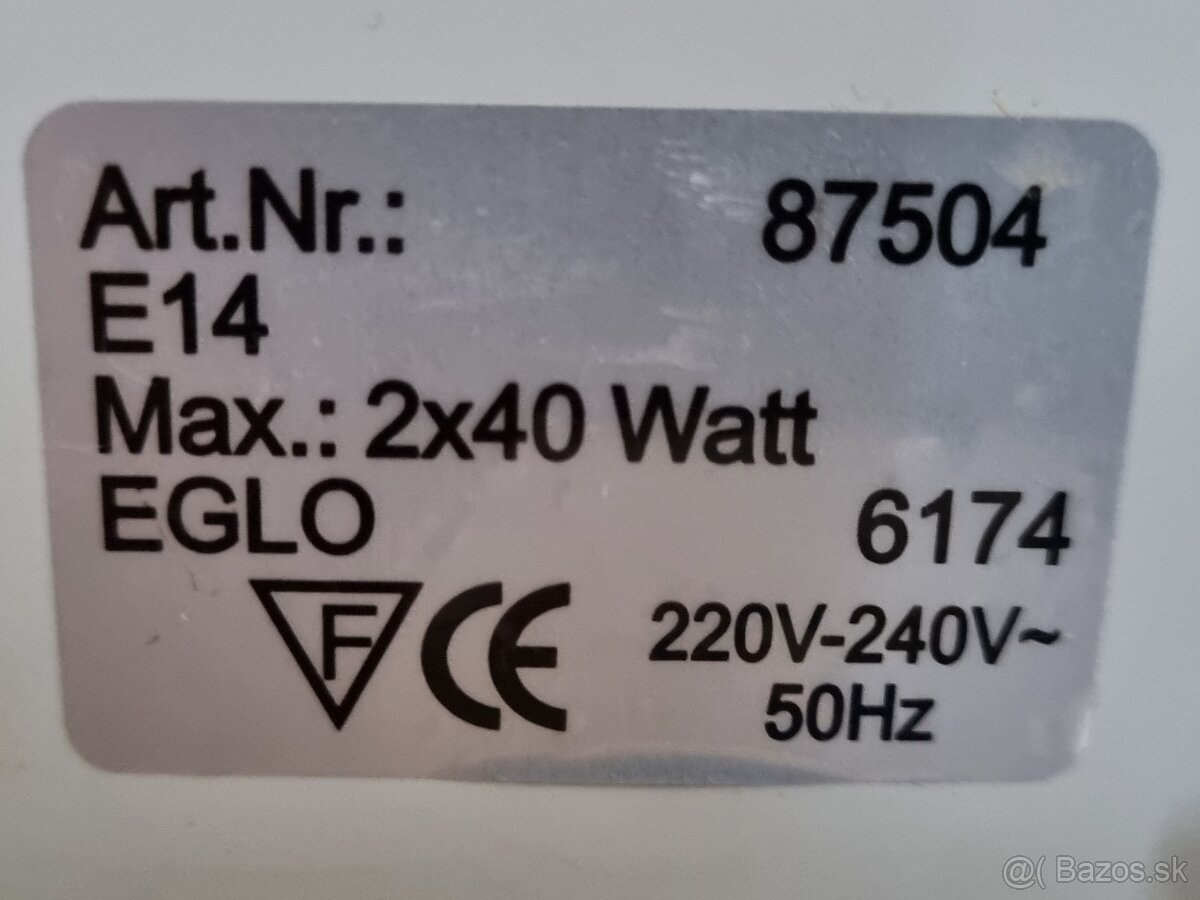 Art.Nr.: 87504
E14
Max.: 2x40 Watt
EGLO 6174
F CE 220V-240V~
50Hz
@( Bazos.sk